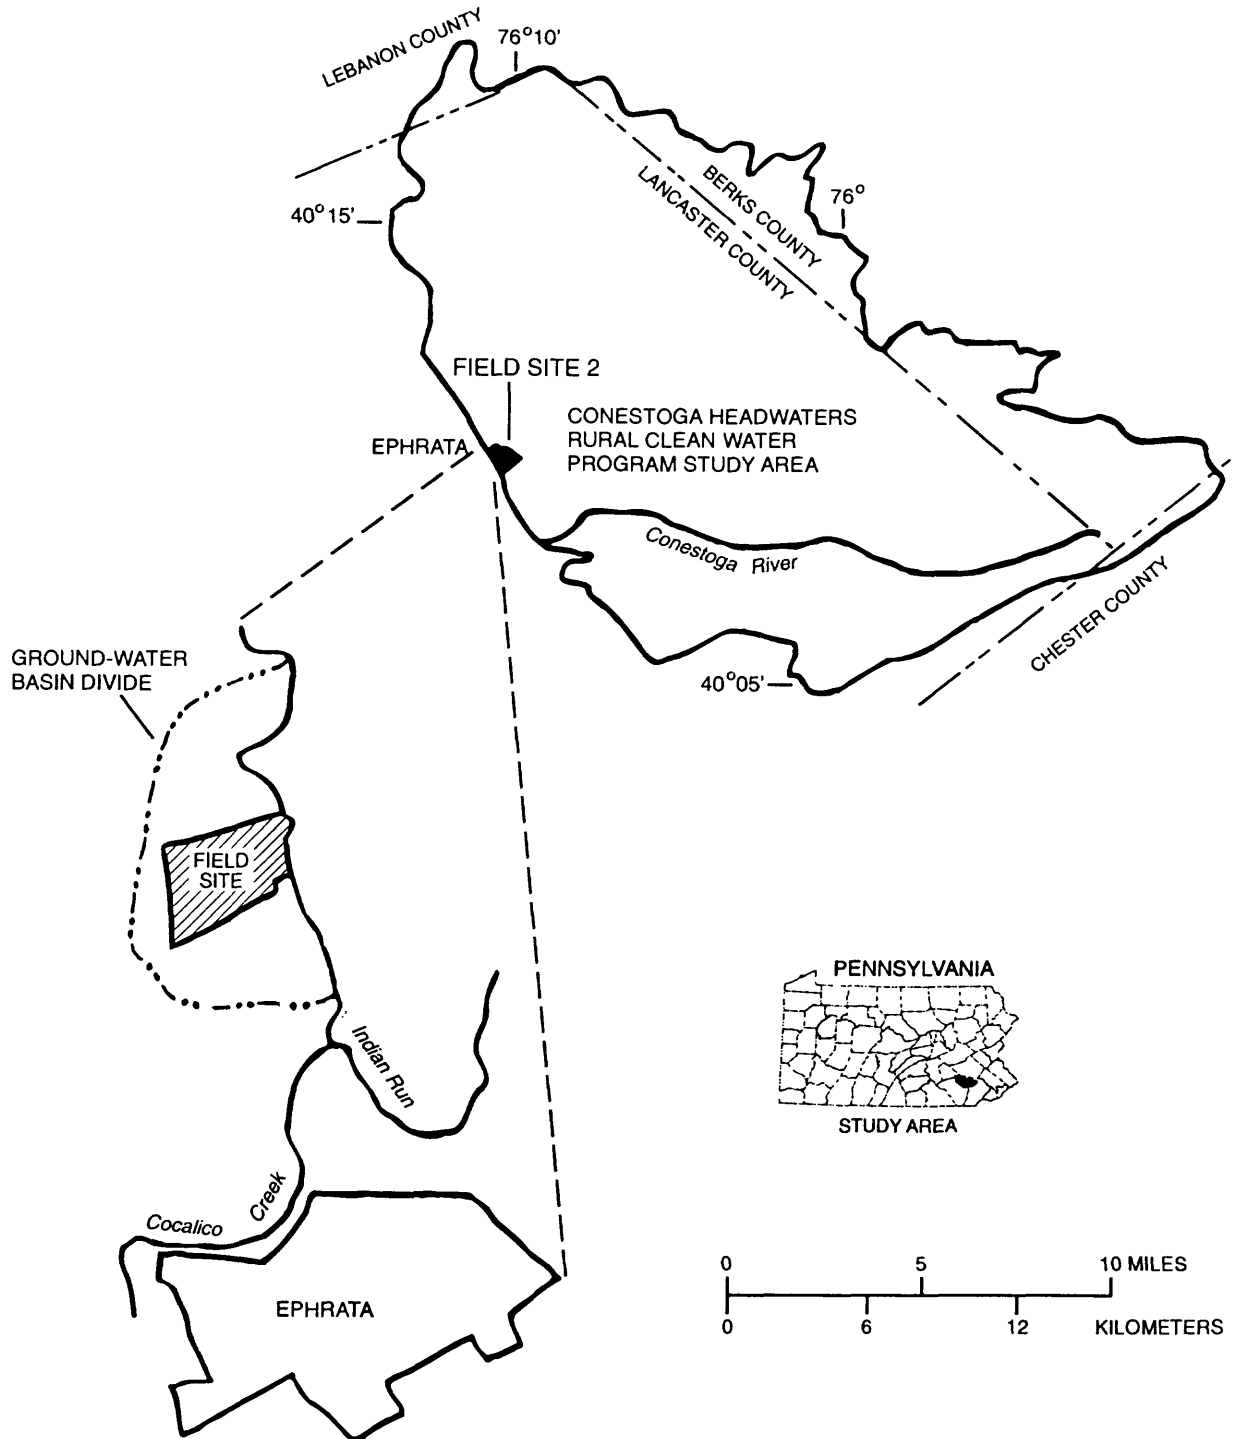 LEBANON COUNTY
76°10'
BERKS COUNTY
LANCASTER COUNTY
76°
40°15'
FIELD SITE 2
CONESTOGA HEADWATERS
RURAL CLEAN WATER
PROGRAM STUDY AREA
EPHRATA
Conestoga River
CHESTER COUNTY
40°05'
GROUND-WATER
BASIN DIVIDE
FIELD
SITE
Indian Run
PENNSYLVANIA
STUDY AREA
Cocalico Creek
EPHRATA
0 5 10 MILES
0 6 12 KILOMETERS